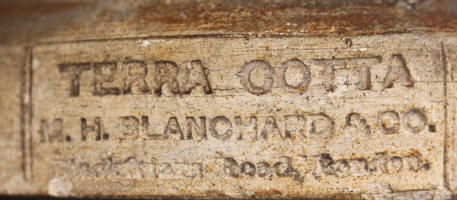 TERRA COTTA
M. H. BLANCHARD & CO.
Blackfriars Road, London.